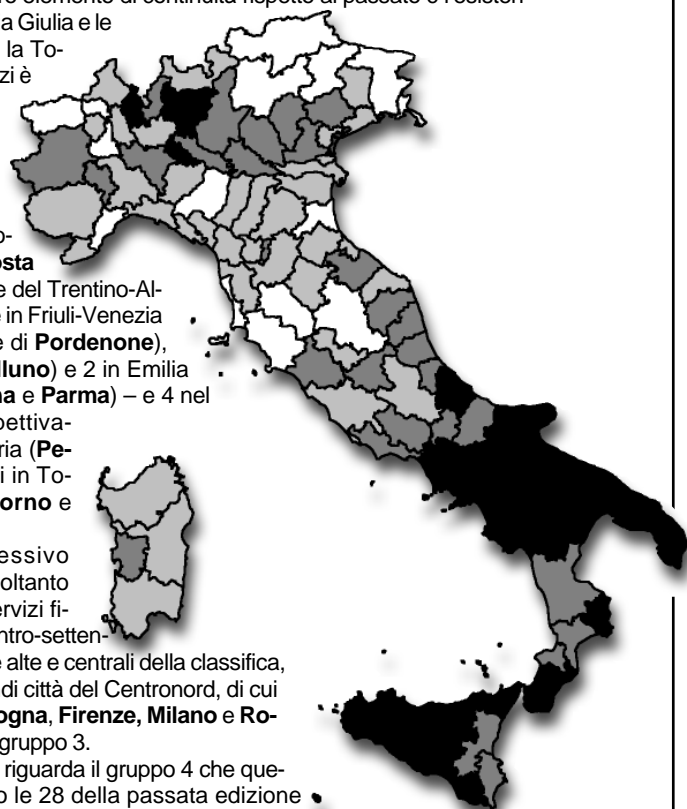 elemento di continuità rispetto al passato è l'esisten-
a Giulia e le
la To-
zi è
o-
osta
e del Trentino-Al-
e in Friuli-Venezia
e di Pordenone),
lluno) e 2 in Emilia
na e Parma) – e 4 nel
pettiva-
ria (Pe-
i in To-
orno e
essivo
oltanto
ervizi fi-
ntro-setten-
e alte e centrali della classifica,
di città del Centronord, di cui
ogna, Firenze, Milano e Ro-
gruppo 3.
riguarda il gruppo 4 che que-
o le 28 della passata edizione